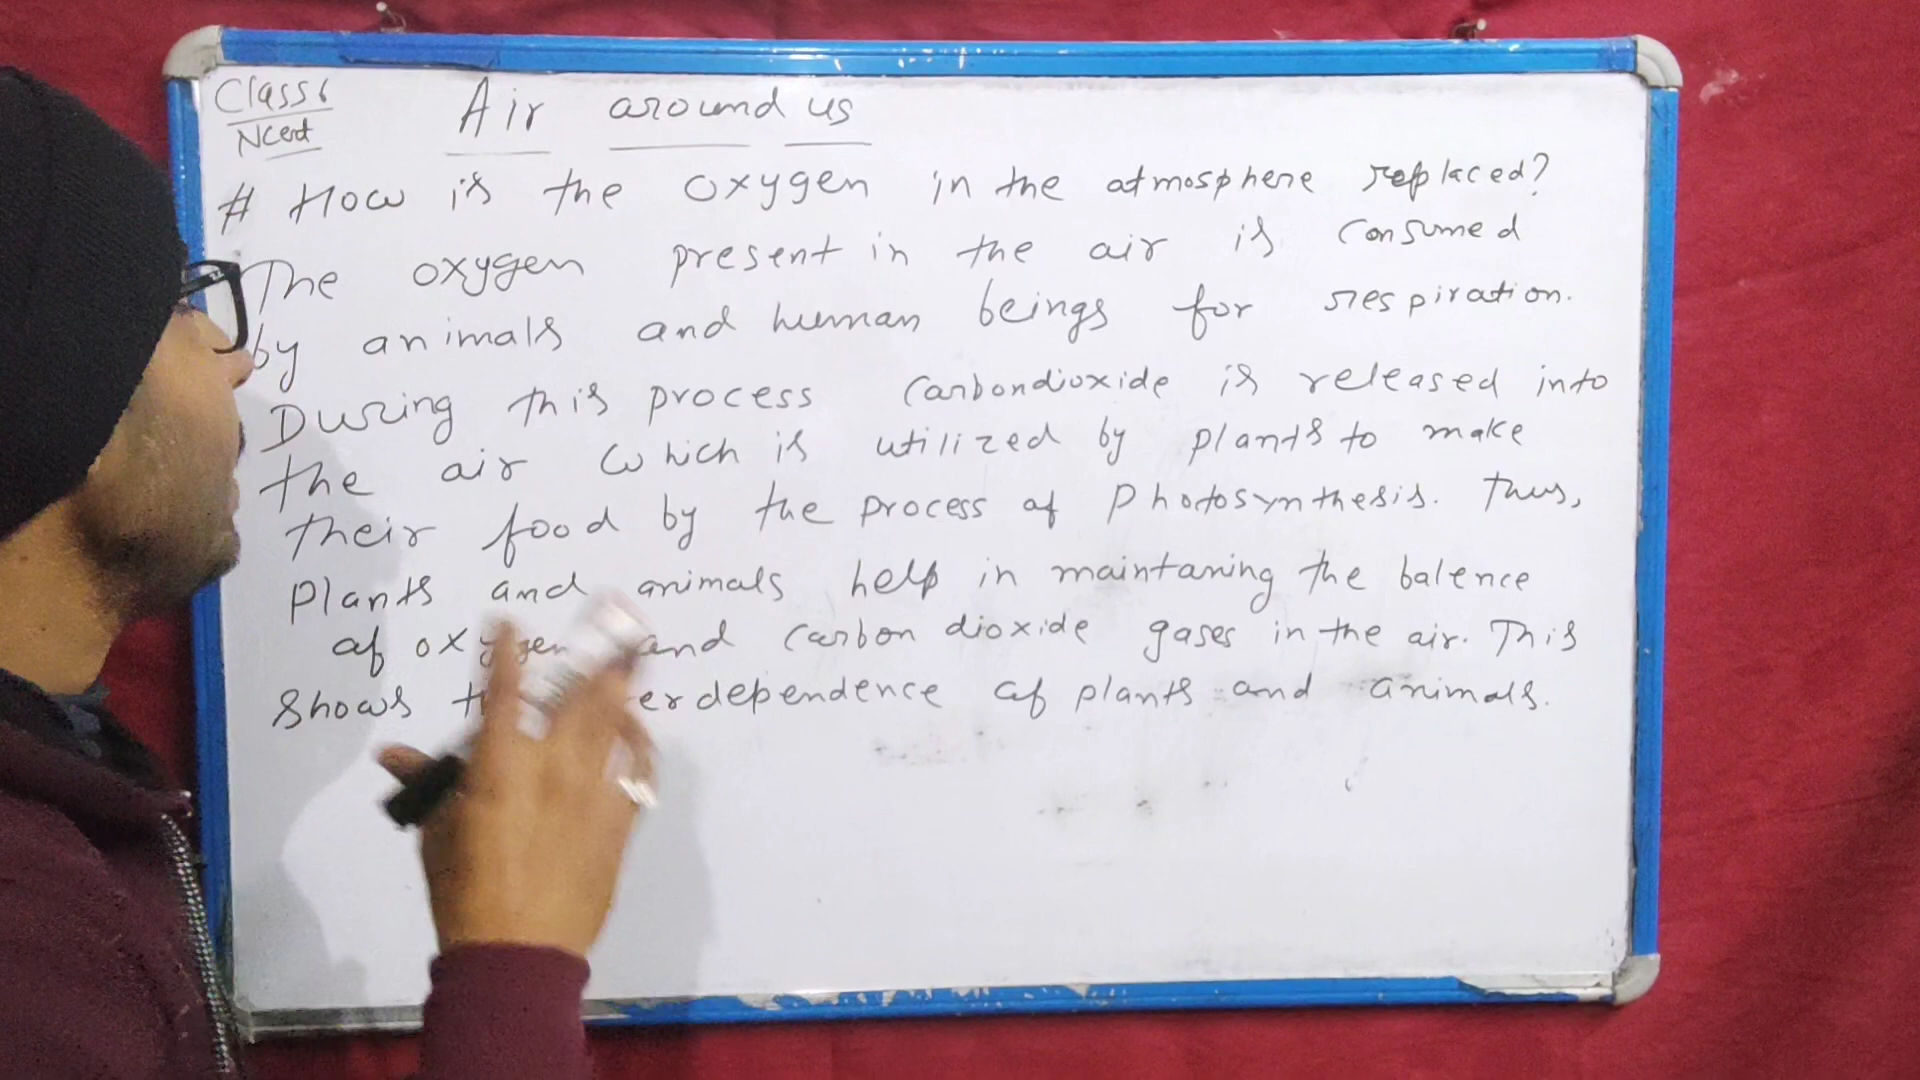 Class 6
Ncert
Air around us
# How is the oxygen in the atmosphere replaced?
The oxygen present in the air is consumed
by animals and human beings for respiration.
During this process carbondioxide is released into
the air which is utilized by plants to make
their food by the process of photosynthesis. Thus,
plants and animals help in maintaning the balence
of oxygen and carbon dioxide gases in the air. This
shows erdependence of plants and animals.